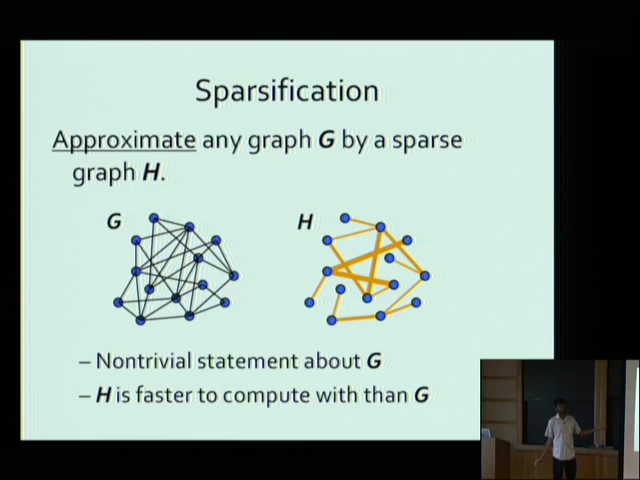 Sparsification
Approximate any graph G by a sparse
graph H.
G
H
– Nontrivial statement about G
– H is faster to compute with than G